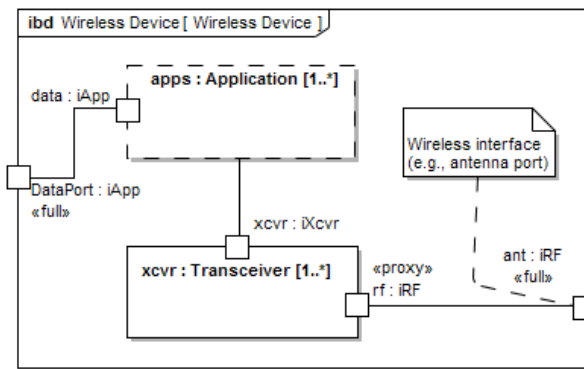 ibd Wireless Device [ Wireless Device ]
apps : Application [1..*]
data : iApp
Wireless interface
(e.g., antenna port)
DataPort : iApp
«full»
xcvr : iXcvr
xcvr : Transceiver [1..*]
«proxy»
rf : iRF
ant : iRF
«full»